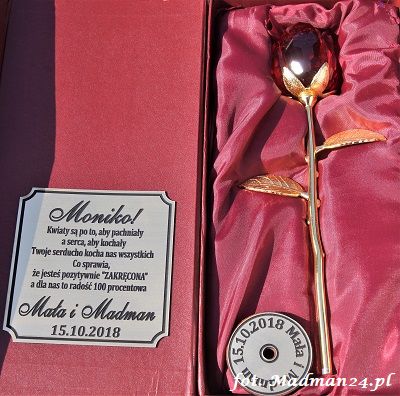 Moniko!
Kwiaty są po to, aby pachniały
a serca, aby kochały
Twoje serducho kocha nas wszystkich
Co sprawia,
że jesteś pozytywnie "ZAKRĘCONA"
a dla nas to radość 100 procentowa
Mała i Madman
15.10.2018
15.10.2018 Mała i Madman
fot. Madman24.pl